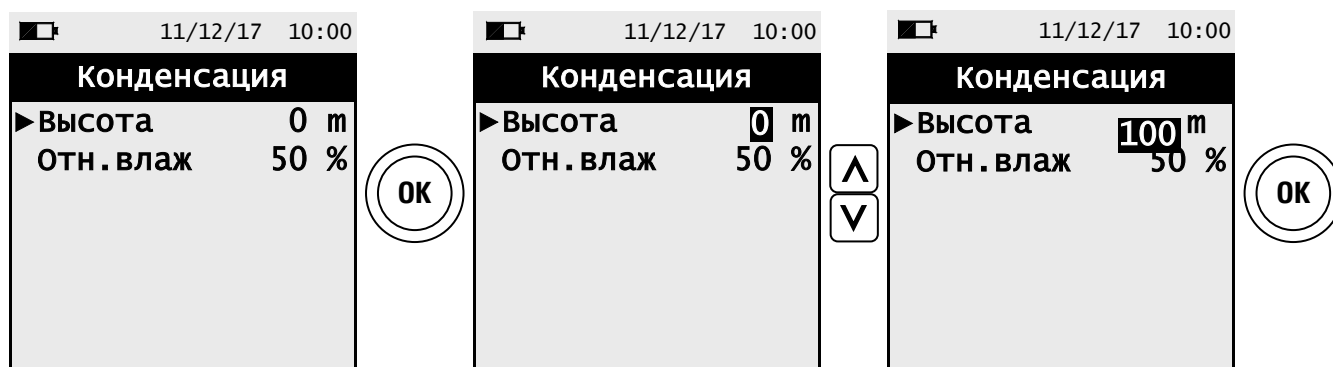 11/12/17 10:00
Конденсация
►Высота 0 m
Отн.влаж 50 %
OK
11/12/17 10:00
Конденсация
►Высота 0 m
Отн.влаж 50 %
11/12/17 10:00
Конденсация
►Высота 100 m
Отн.влаж 50 %
OK